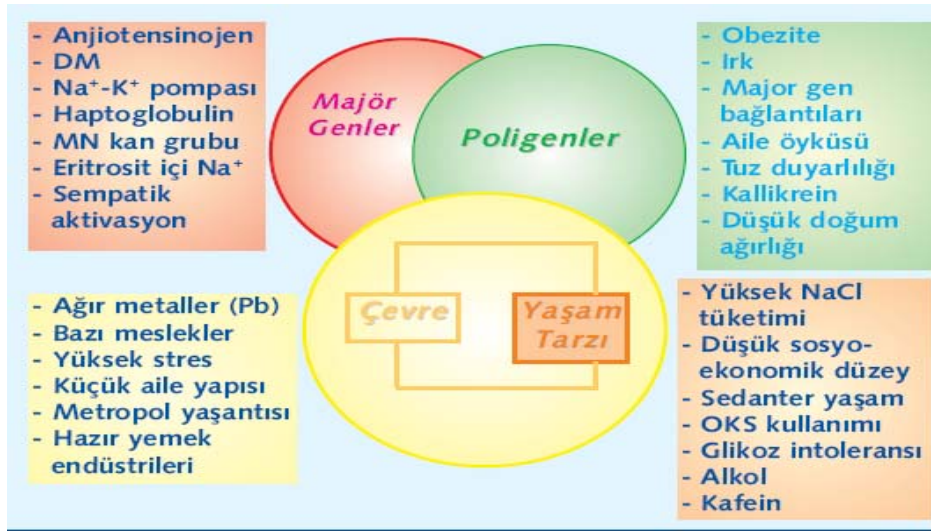 - Anjiotensinojen
- DM
- Na⁺-K⁺ pompası
- Haptoglobulin
- MN kan grubu
- Eritrosit içi Na⁺
- Sempatik
aktivasyon
Majör
Genler
Poligenler
- Obezite
- Irk
- Major gen
bağlantıları
- Aile öyküsü
- Tuz duyarlılığı
- Kallikrein
- Düşük doğum
ağırlığı
- Ağır metaller (Pb)
- Bazı meslekler
- Yüksek stres
- Küçük aile yapısı
- Metropol yaşantısı
- Hazır yemek
endüstrileri
Çevre
Yaşam
Tarzı
- Yüksek NaCl
tüketimi
- Düşük sosyo-
ekonomik düzey
- Sedanter yaşam
- OKS kullanımı
- Glikoz intoleransı
- Alkol
- Kafein